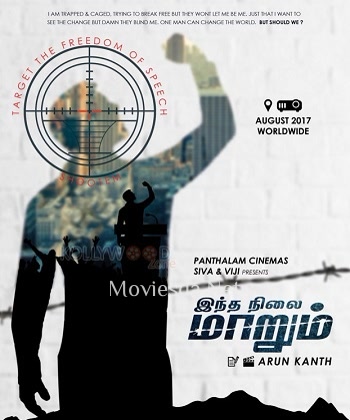 I AM TRAPPED & CAGED, TRYING TO BREAK FREE BUT THEY WONT LET ME BE ME. JUST THAT I WANT TO
SEE THE CHANGE BUT DAMN THEY BLIND ME. ONE MAN CAN CHANGE THE WORLD. BUT SHOULD WE ?
TARGET THE FREEDOM OF SPEECH
AUGUST 2017
WORLDWIDE
PANTHALAM CINEMAS
SIVA & VIJI PRESENTS
இந்த நிலை
மாறும்
ARUN KANTH